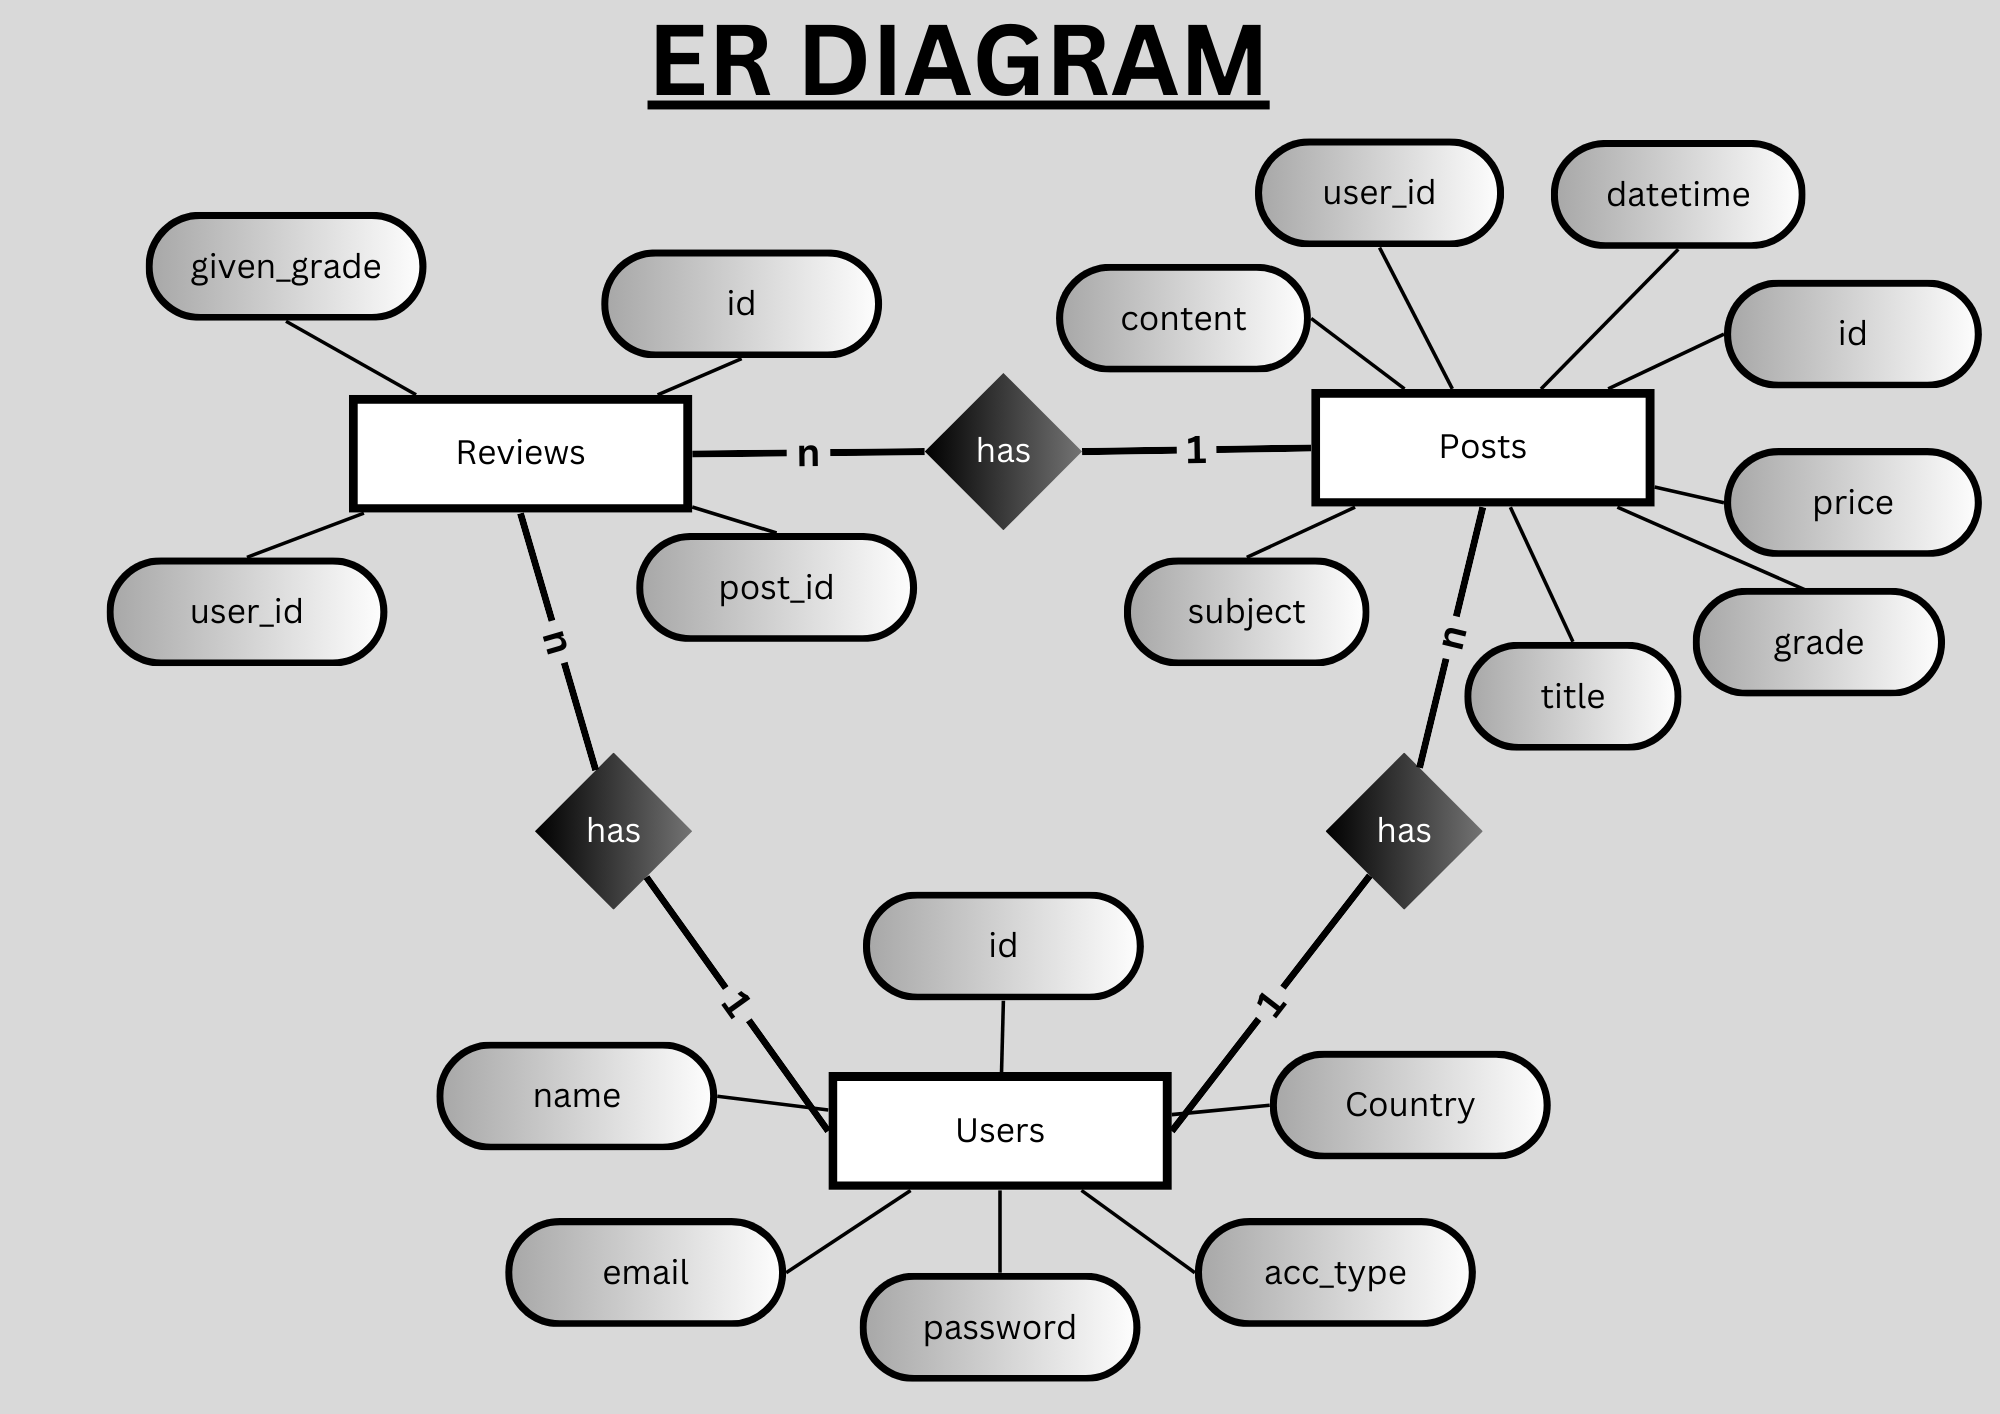 ER DIAGRAM
user_id
datetime
given_grade
id
content
id
Reviews
n
has
1
Posts
price
user_id
post_id
subject
n
n
grade
title
has
has
id
1
1
name
Country
Users
email
acc_type
password